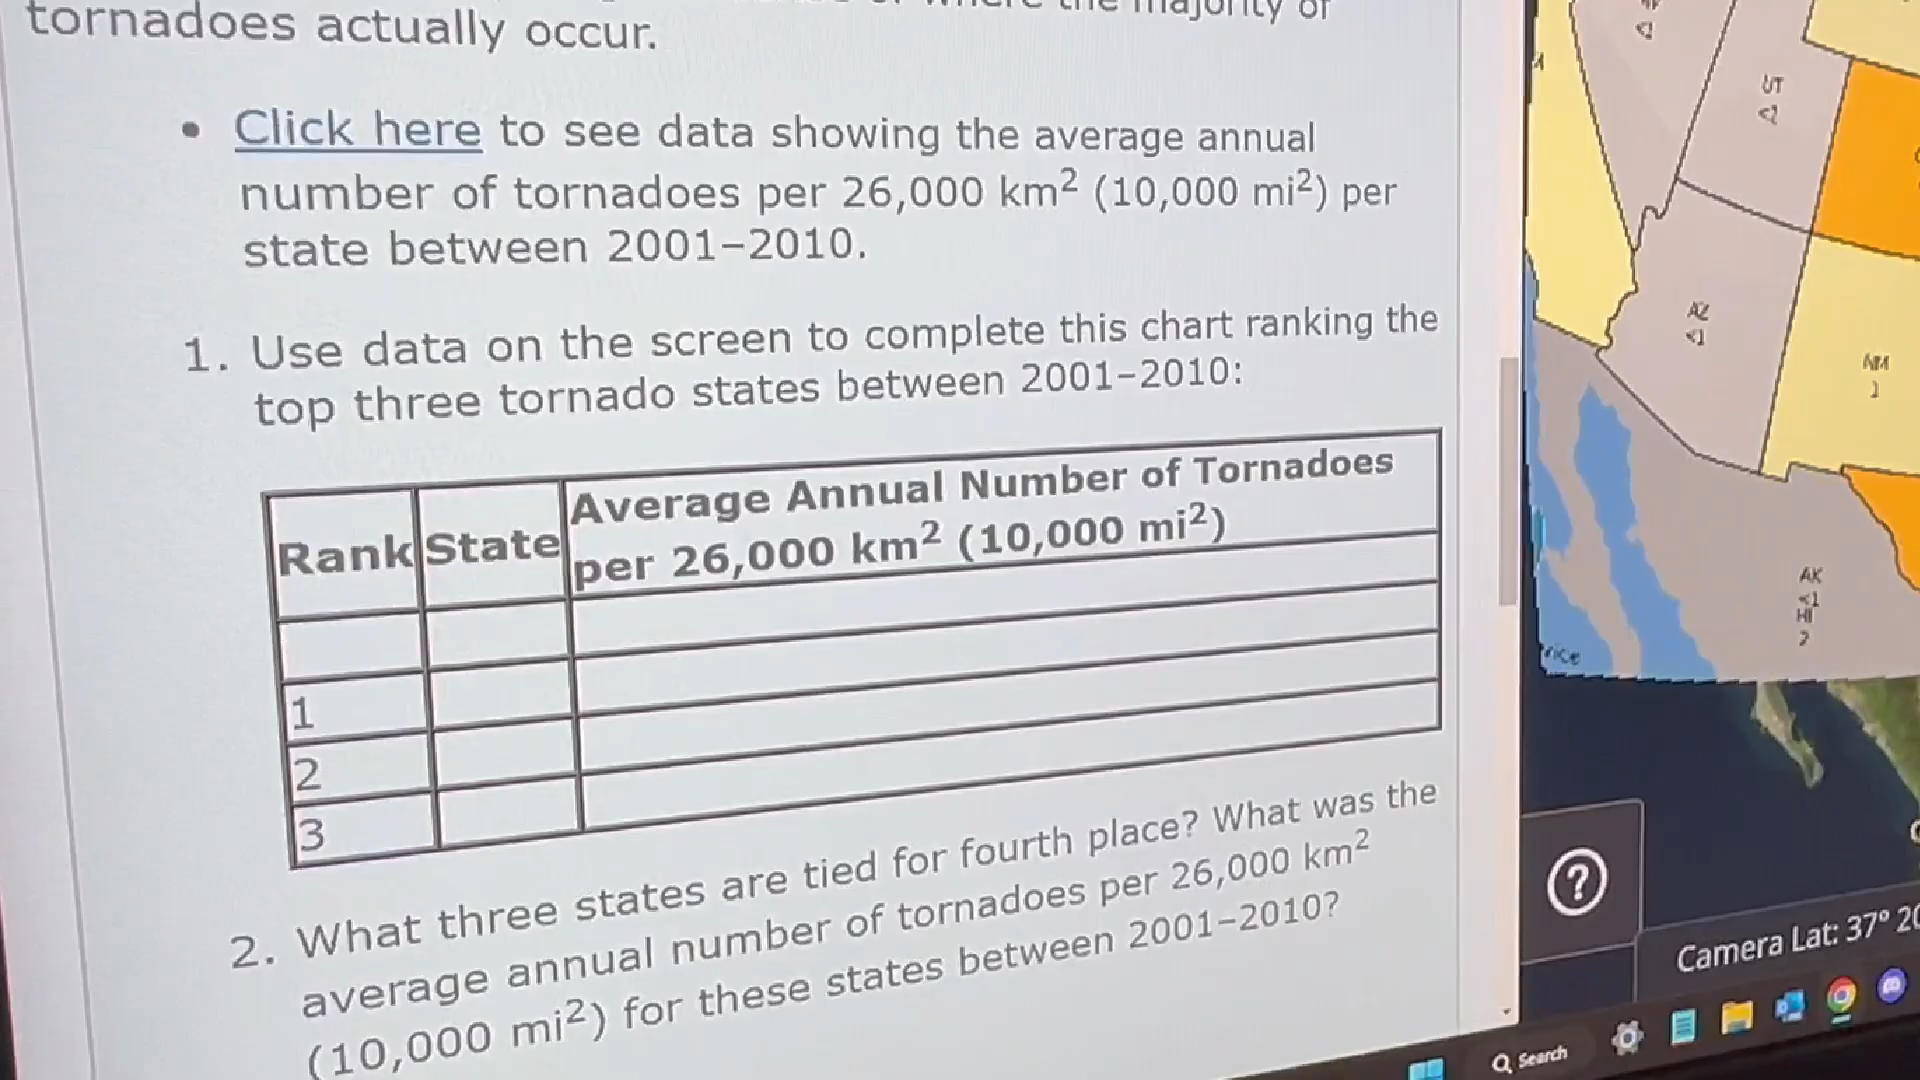 the majority of
tornadoes actually occur.
• Click here to see data showing the average annual
number of tornadoes per 26,000 km² (10,000 mi²) per
state between 2001–2010.
1. Use data on the screen to complete this chart ranking the
top three tornado states between 2001–2010:
Rank State Average Annual Number of Tornadoes
per 26,000 km² (10,000 mi²)
1
2
3
2. What three states are tied for fourth place? What was the
average annual number of tornadoes per 26,000 km²
(10,000 mi²) for these states between 2001–2010?
UT
<2
AZ
<1
NM
1
AK
<1
HI
?
Camera Lat: 37° 20
Search